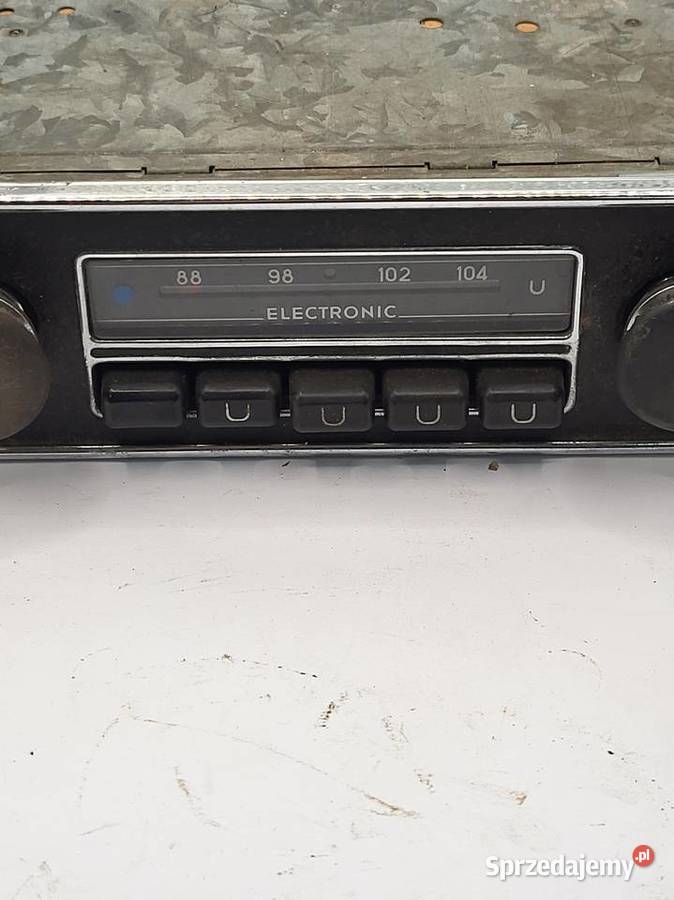 88 98 102 104 U
ELECTRONIC
U U U U
Sprzedajemy.pl